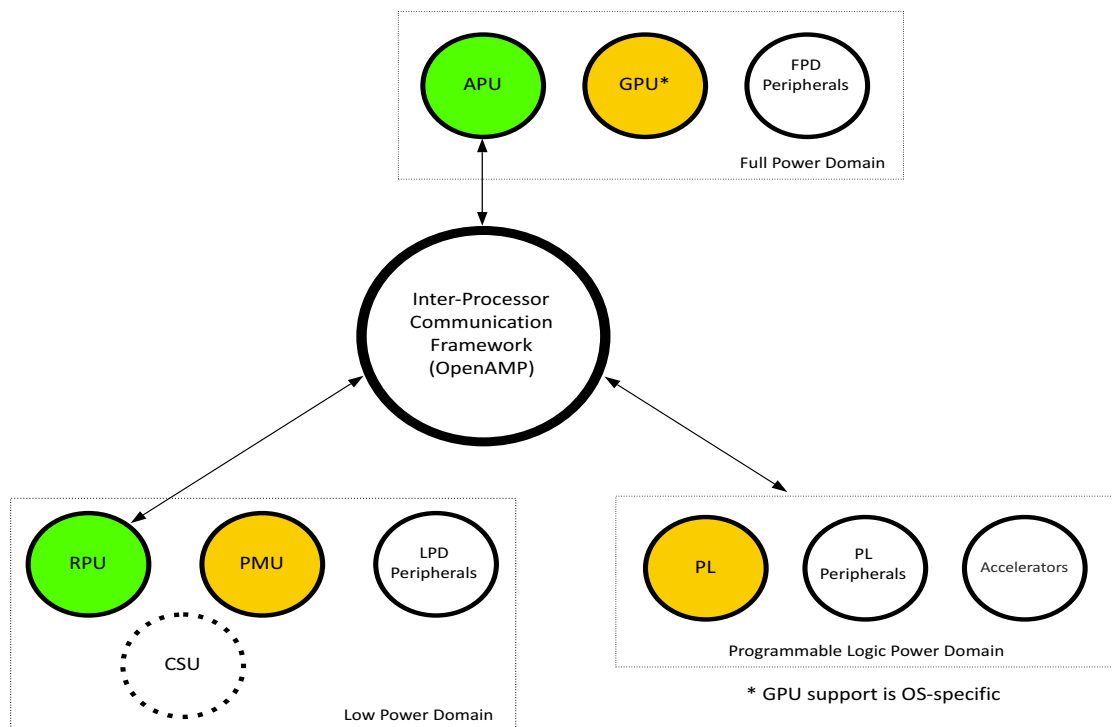 APU
GPU*
FPD
Peripherals
Full Power Domain
Inter-Processor
Communication
Framework
(OpenAMP)
RPU
PMU
LPD
Peripherals
CSU
Low Power Domain
PL
PL
Peripherals
Accelerators
Programmable Logic Power Domain
* GPU support is OS-specific